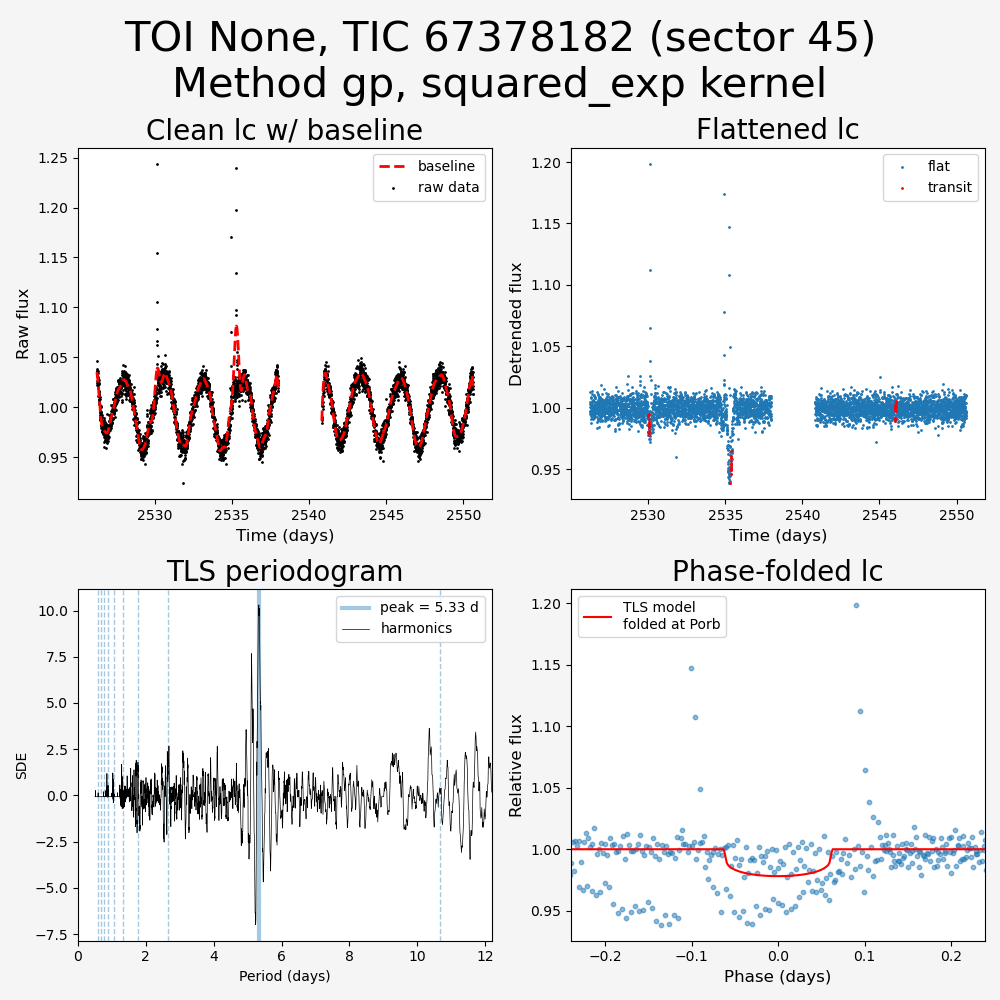 TOI None, TIC 67378182 (sector 45)
Method gp, squared_exp kernel
Clean lc w/ baseline
baseline
raw data
Raw flux
1.25
1.20
1.15
1.10
1.05
1.00
0.95
2530
2535
2540
2545
2550
Time (days)
Flattened lc
flat
transit
Detrended flux
1.20
1.15
1.10
1.05
1.00
0.95
2530
2535
2540
2545
2550
Time (days)
TLS periodogram
peak = 5.33 d
harmonics
SDE
10.0
7.5
5.0
2.5
0.0
−2.5
−5.0
−7.5
0
2
4
6
8
10
12
Period (days)
Phase-folded lc
TLS model
folded at Porb
Relative flux
1.20
1.15
1.10
1.05
1.00
0.95
−0.2
−0.1
0.0
0.1
0.2
Phase (days)